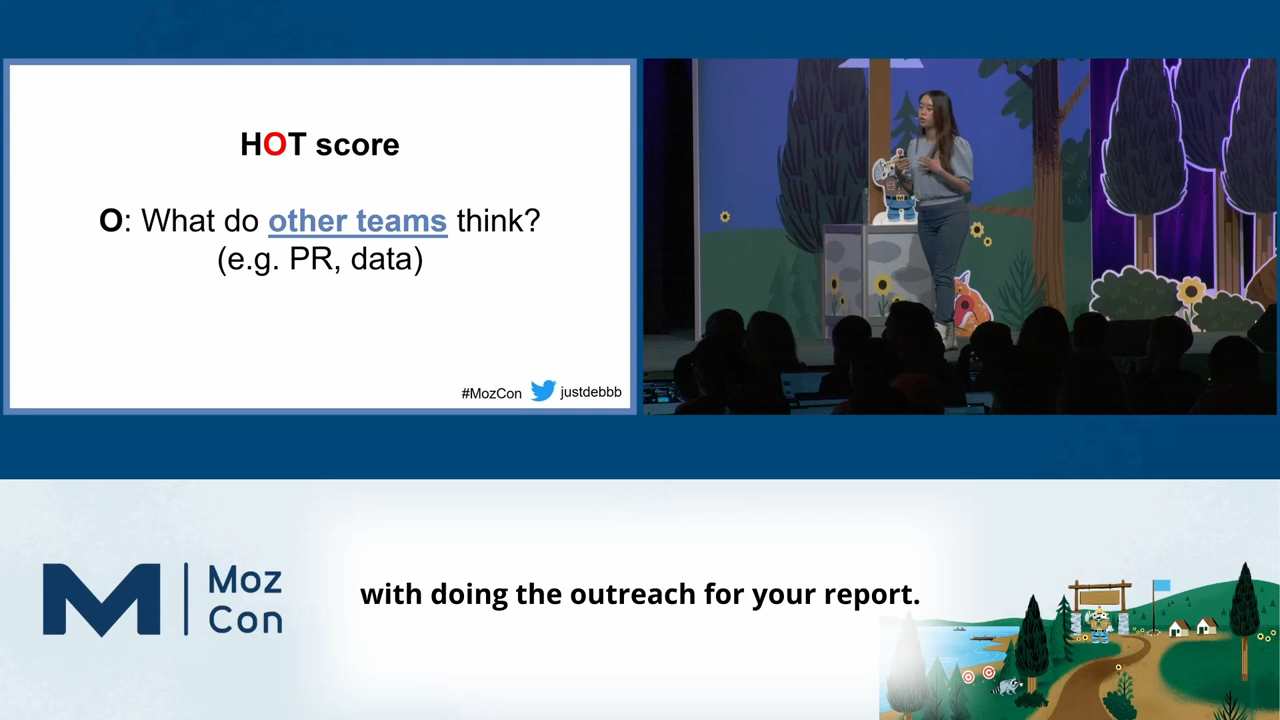 HOT score
O: What do other teams think?
(e.g. PR, data)
#MozCon justdebbb
Moz
Con
with doing the outreach for your report.